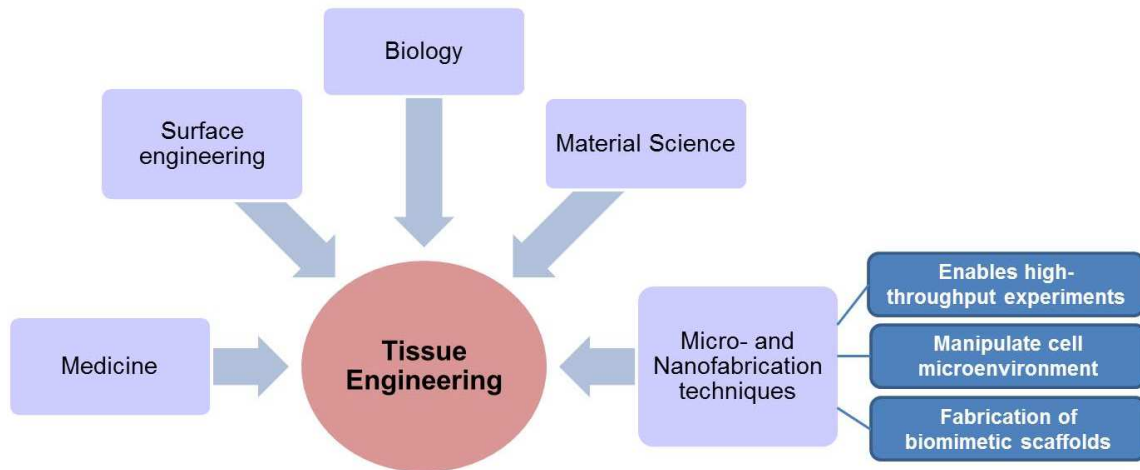 Biology
Surface
engineering
Material Science
Medicine
Tissue
Engineering
Micro- and
Nanofabrication
techniques
Enables high-
throughput experiments
Manipulate cell
microenvironment
Fabrication of
biomimetic scaffolds